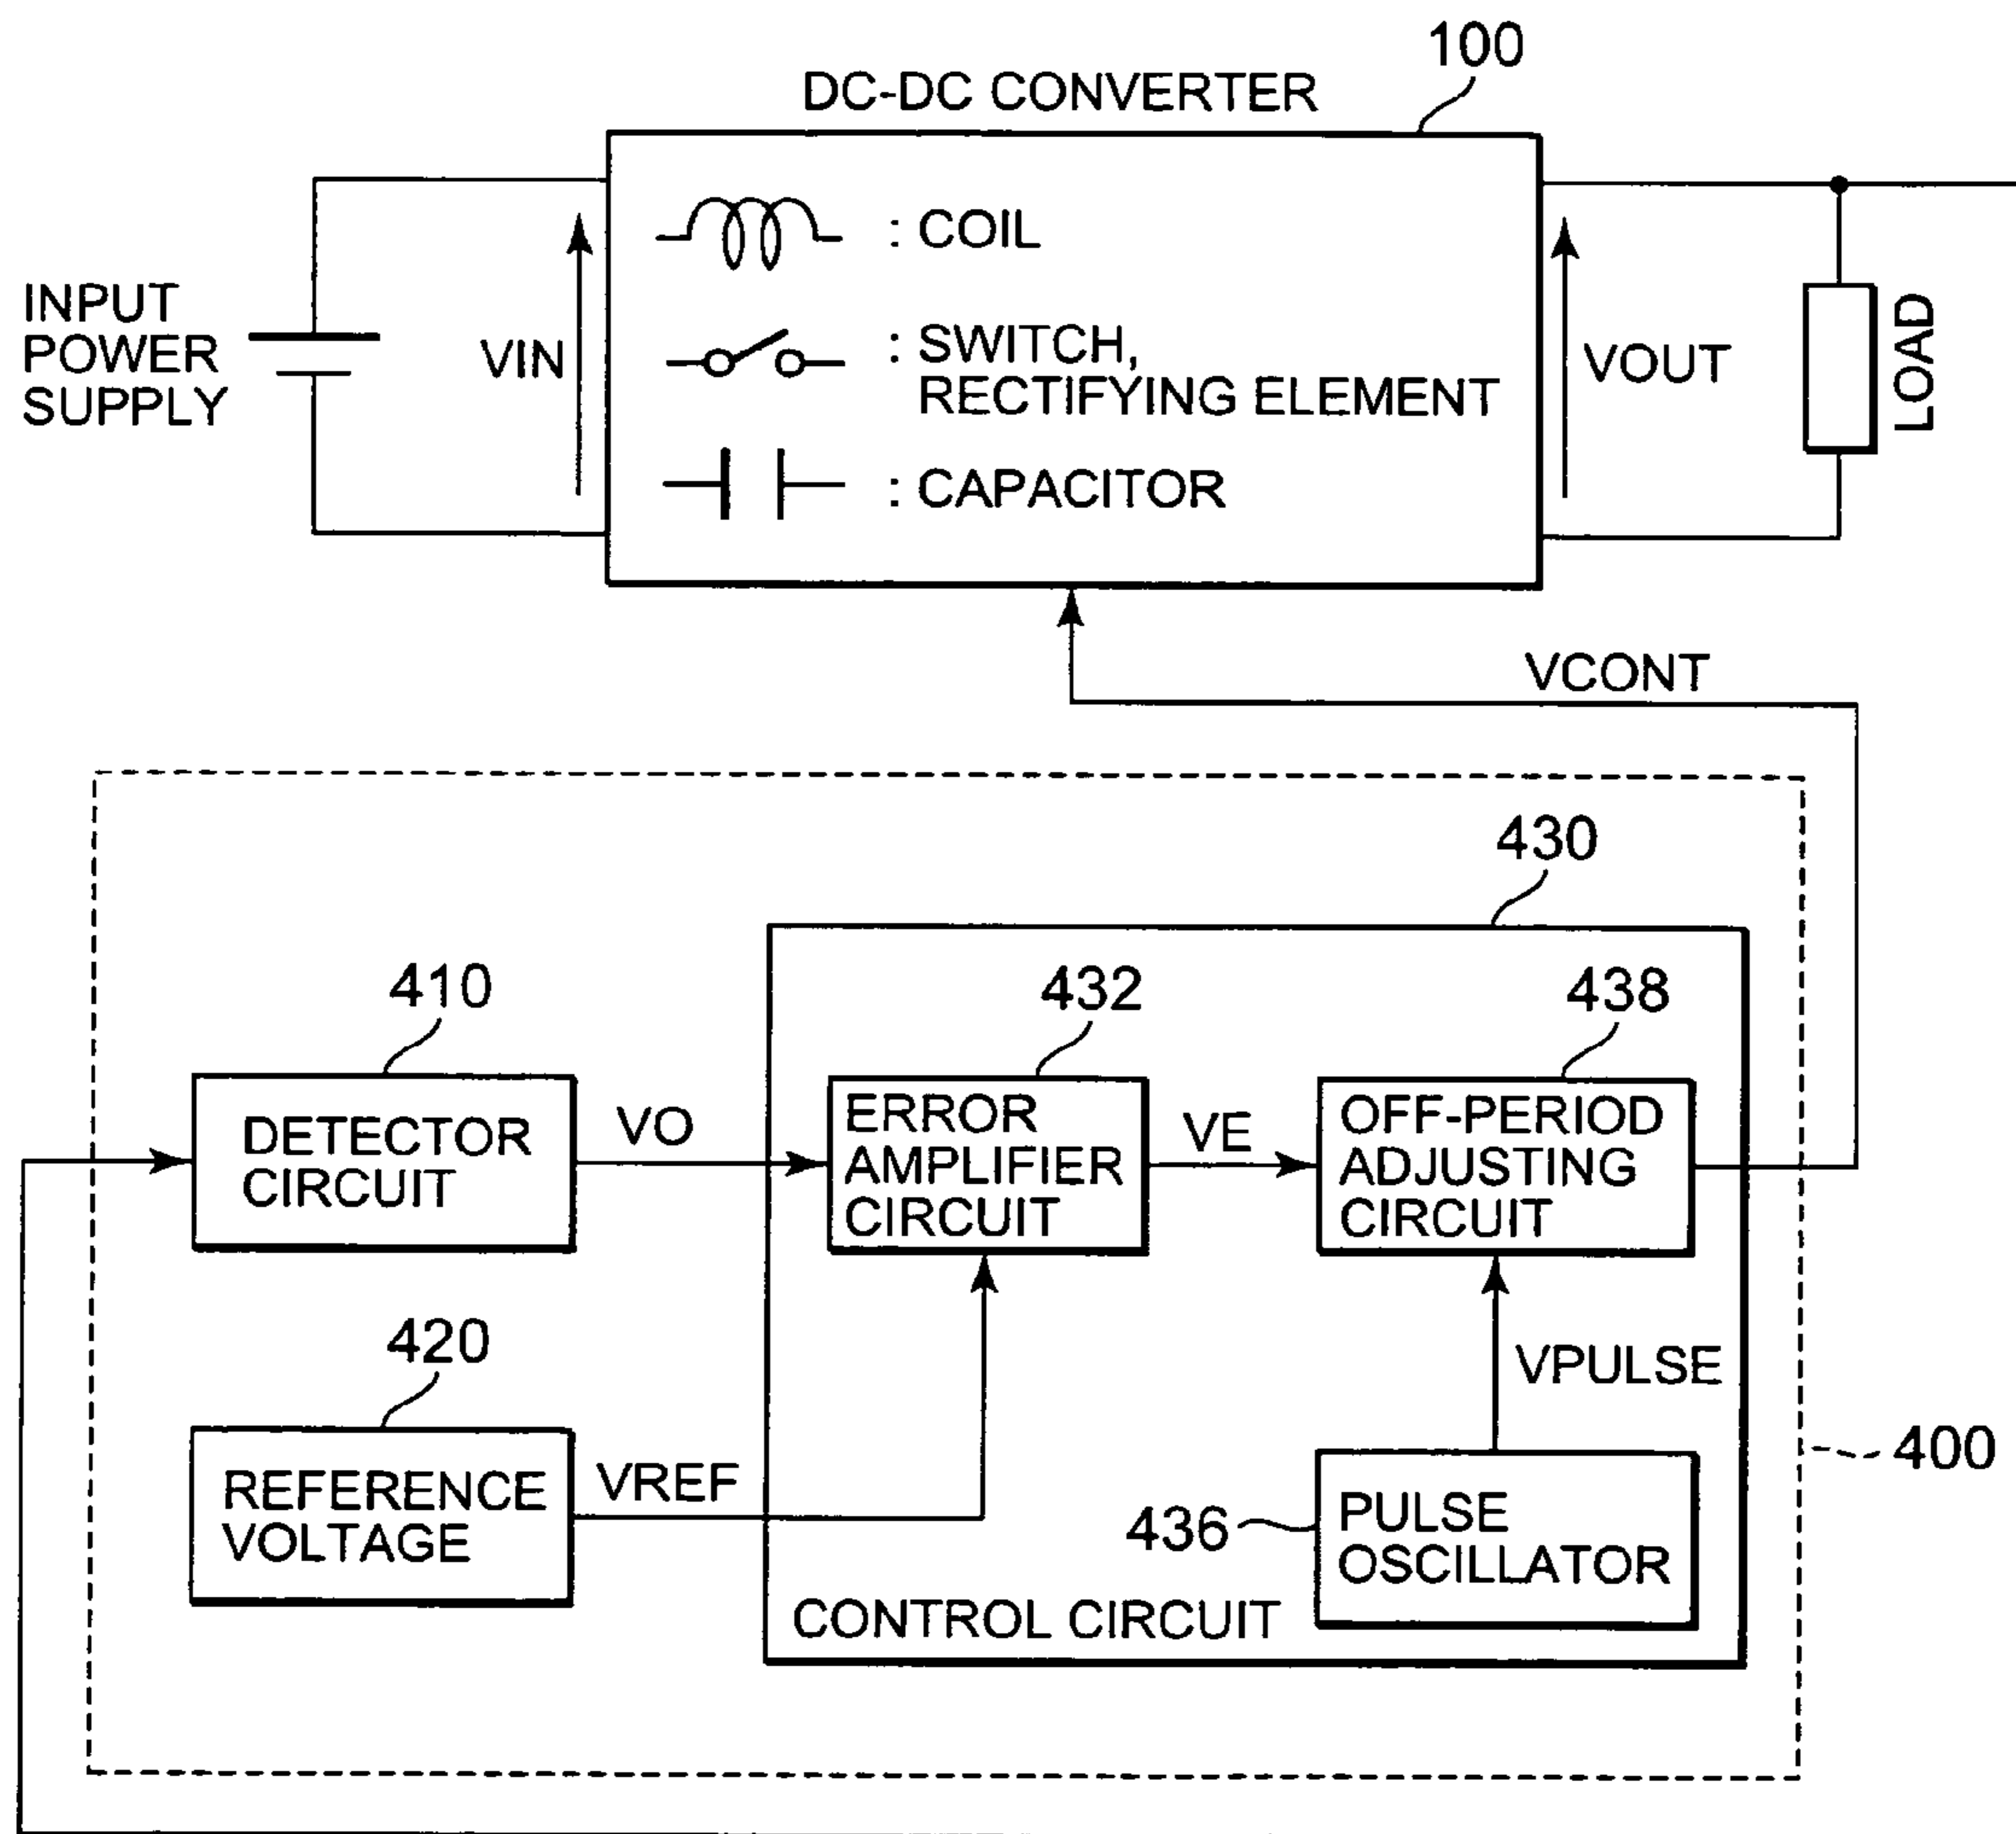 100
DC-DC CONVERTER
: COIL
INPUT
POWER
SUPPLY
VIN
: SWITCH,
RECTIFYING ELEMENT
VOUT
LOAD
: CAPACITOR
VCONT
430
410
432
438
DETECTOR
CIRCUIT
VO
ERROR
AMPLIFIER
CIRCUIT
VE
OFF-PERIOD
ADJUSTING
CIRCUIT
420
VPULSE
REFERENCE
VOLTAGE
VREF
436
PULSE
OSCILLATOR
400
CONTROL CIRCUIT